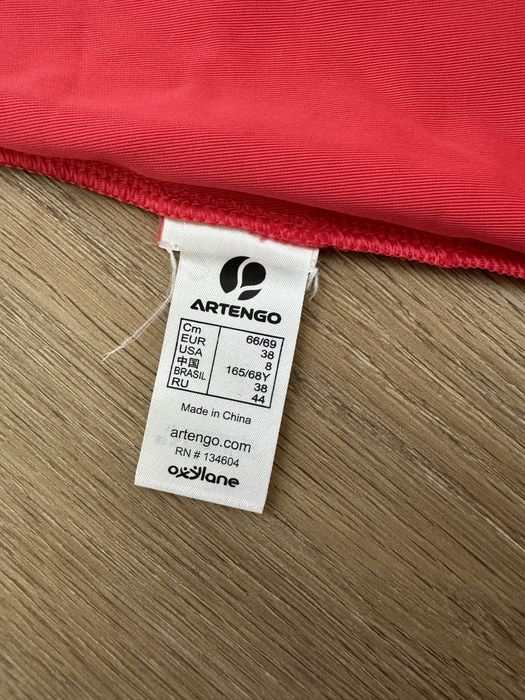 ARTENGO
Cm 66/69
EUR 38
USA 8
中国 165/68Y
BRASIL 38
RU 44
Made in China
artengo.com
RN # 134604
oxylane